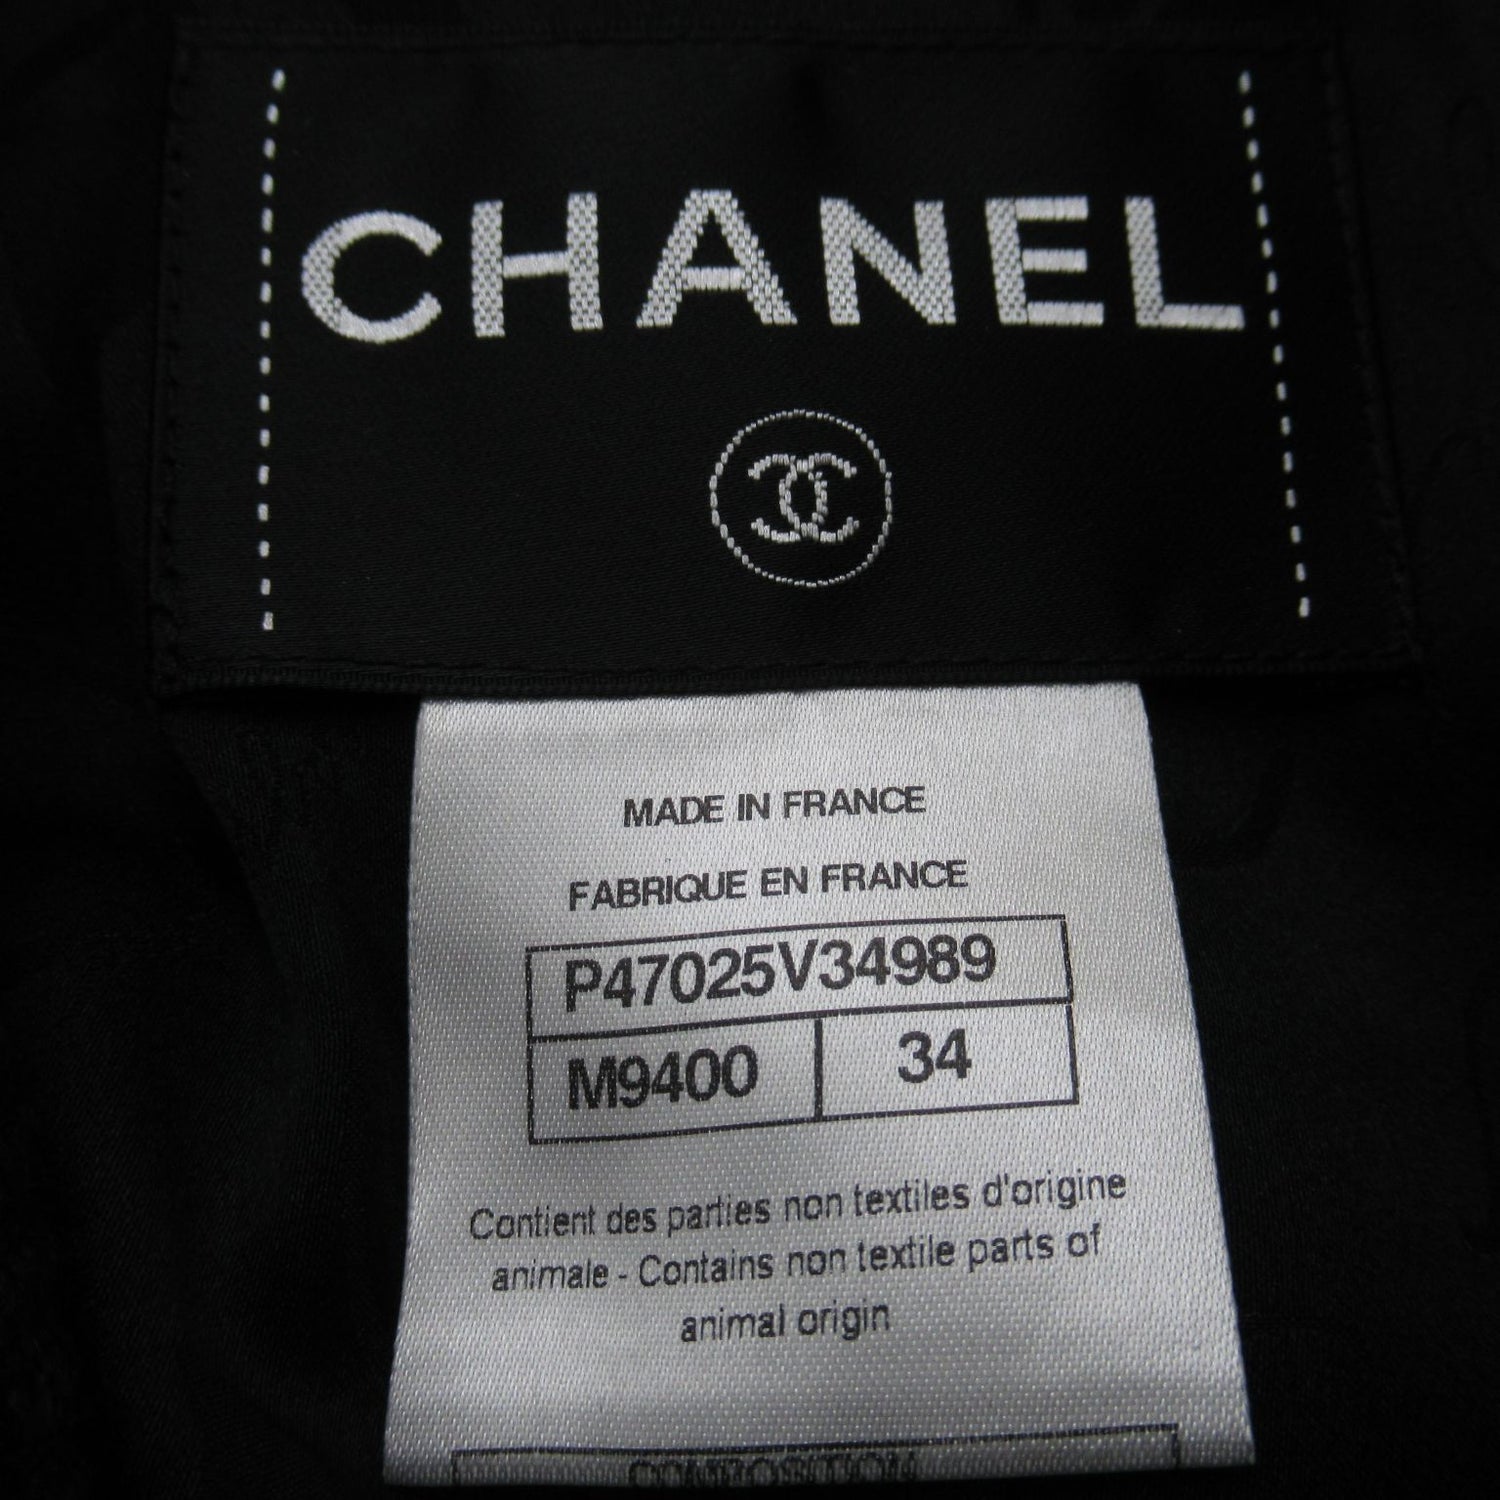 CHANEL
MADE IN FRANCE
FABRIQUE EN FRANCE
P47025V34989
M9400 34
Contient des parties non textiles d'origine
animale - Contains non textile parts of
animal origin
COMPOSITION